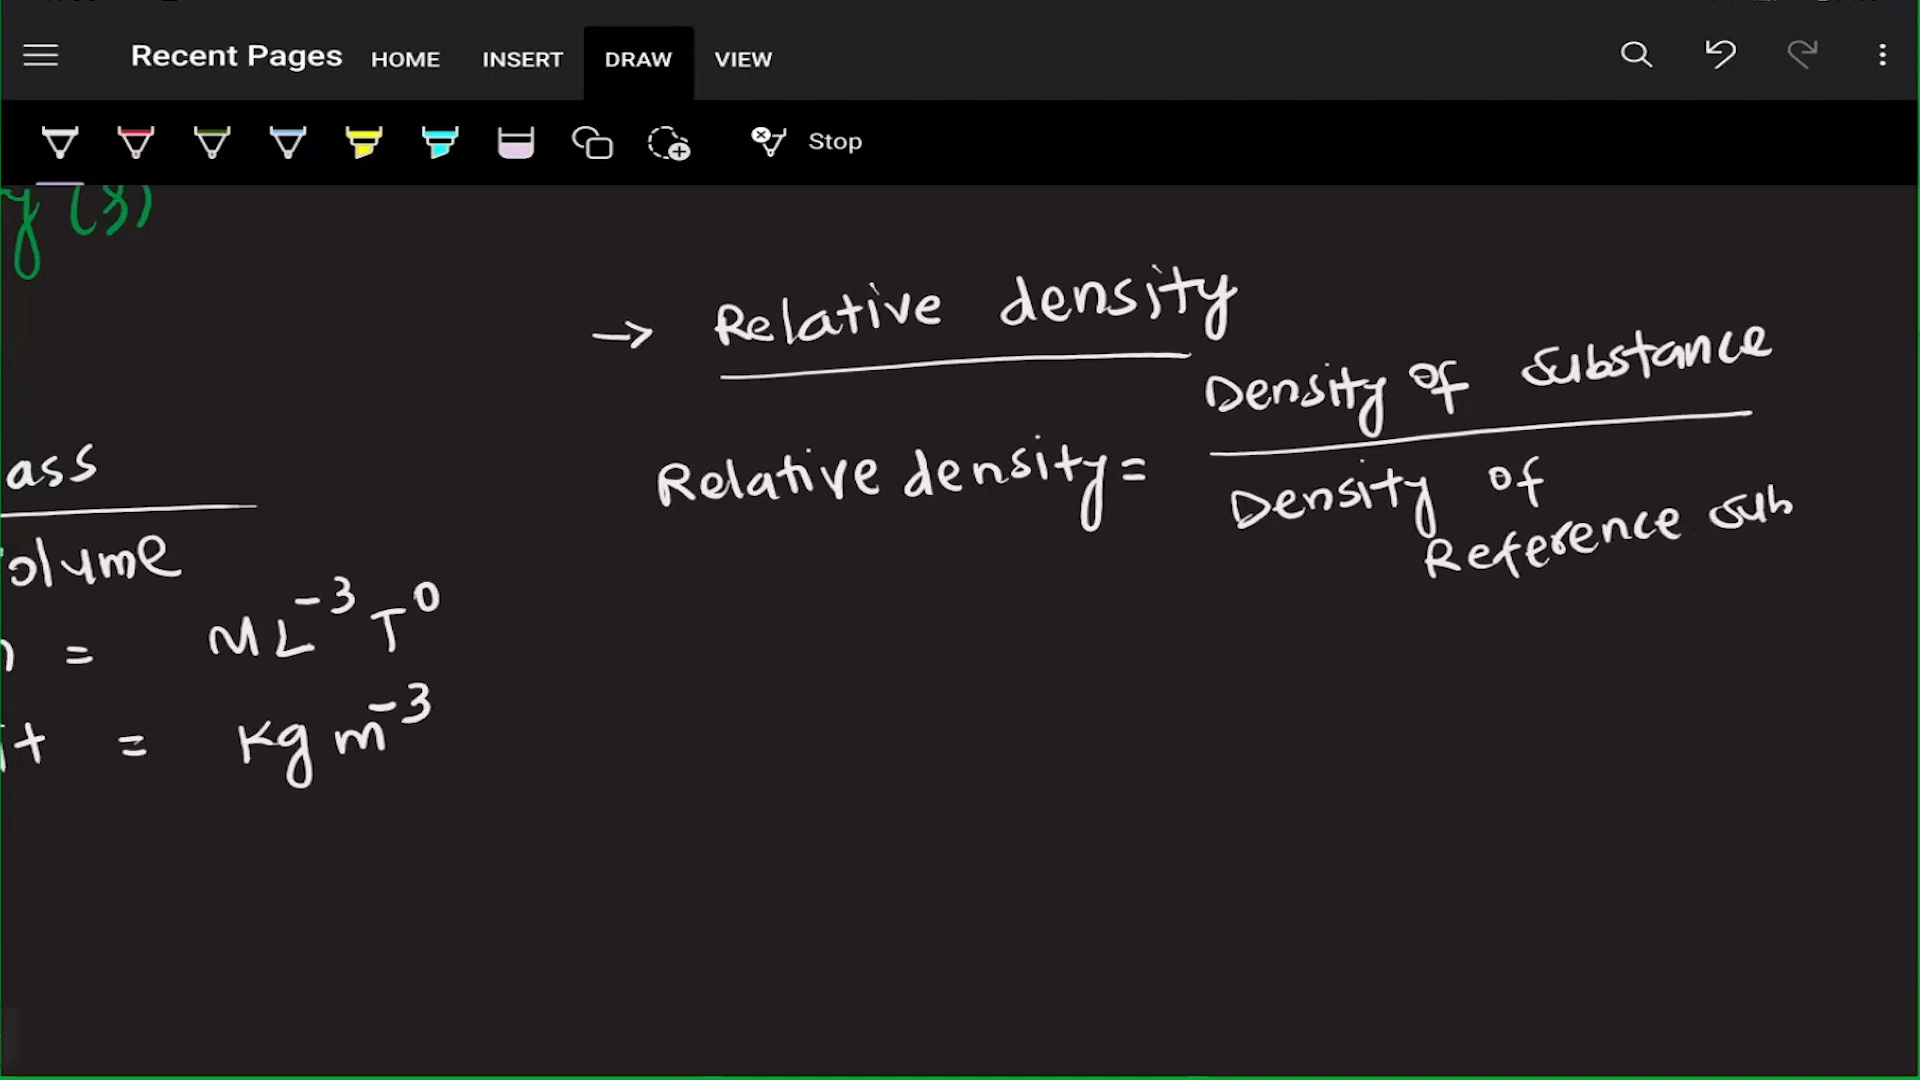 Recent Pages HOME INSERT DRAW VIEW
Stop
→ Relative density
Relative density = Density of substance
Density of
Reference sub
ass
olume
= ML⁻³T⁰
it = Kg m⁻³